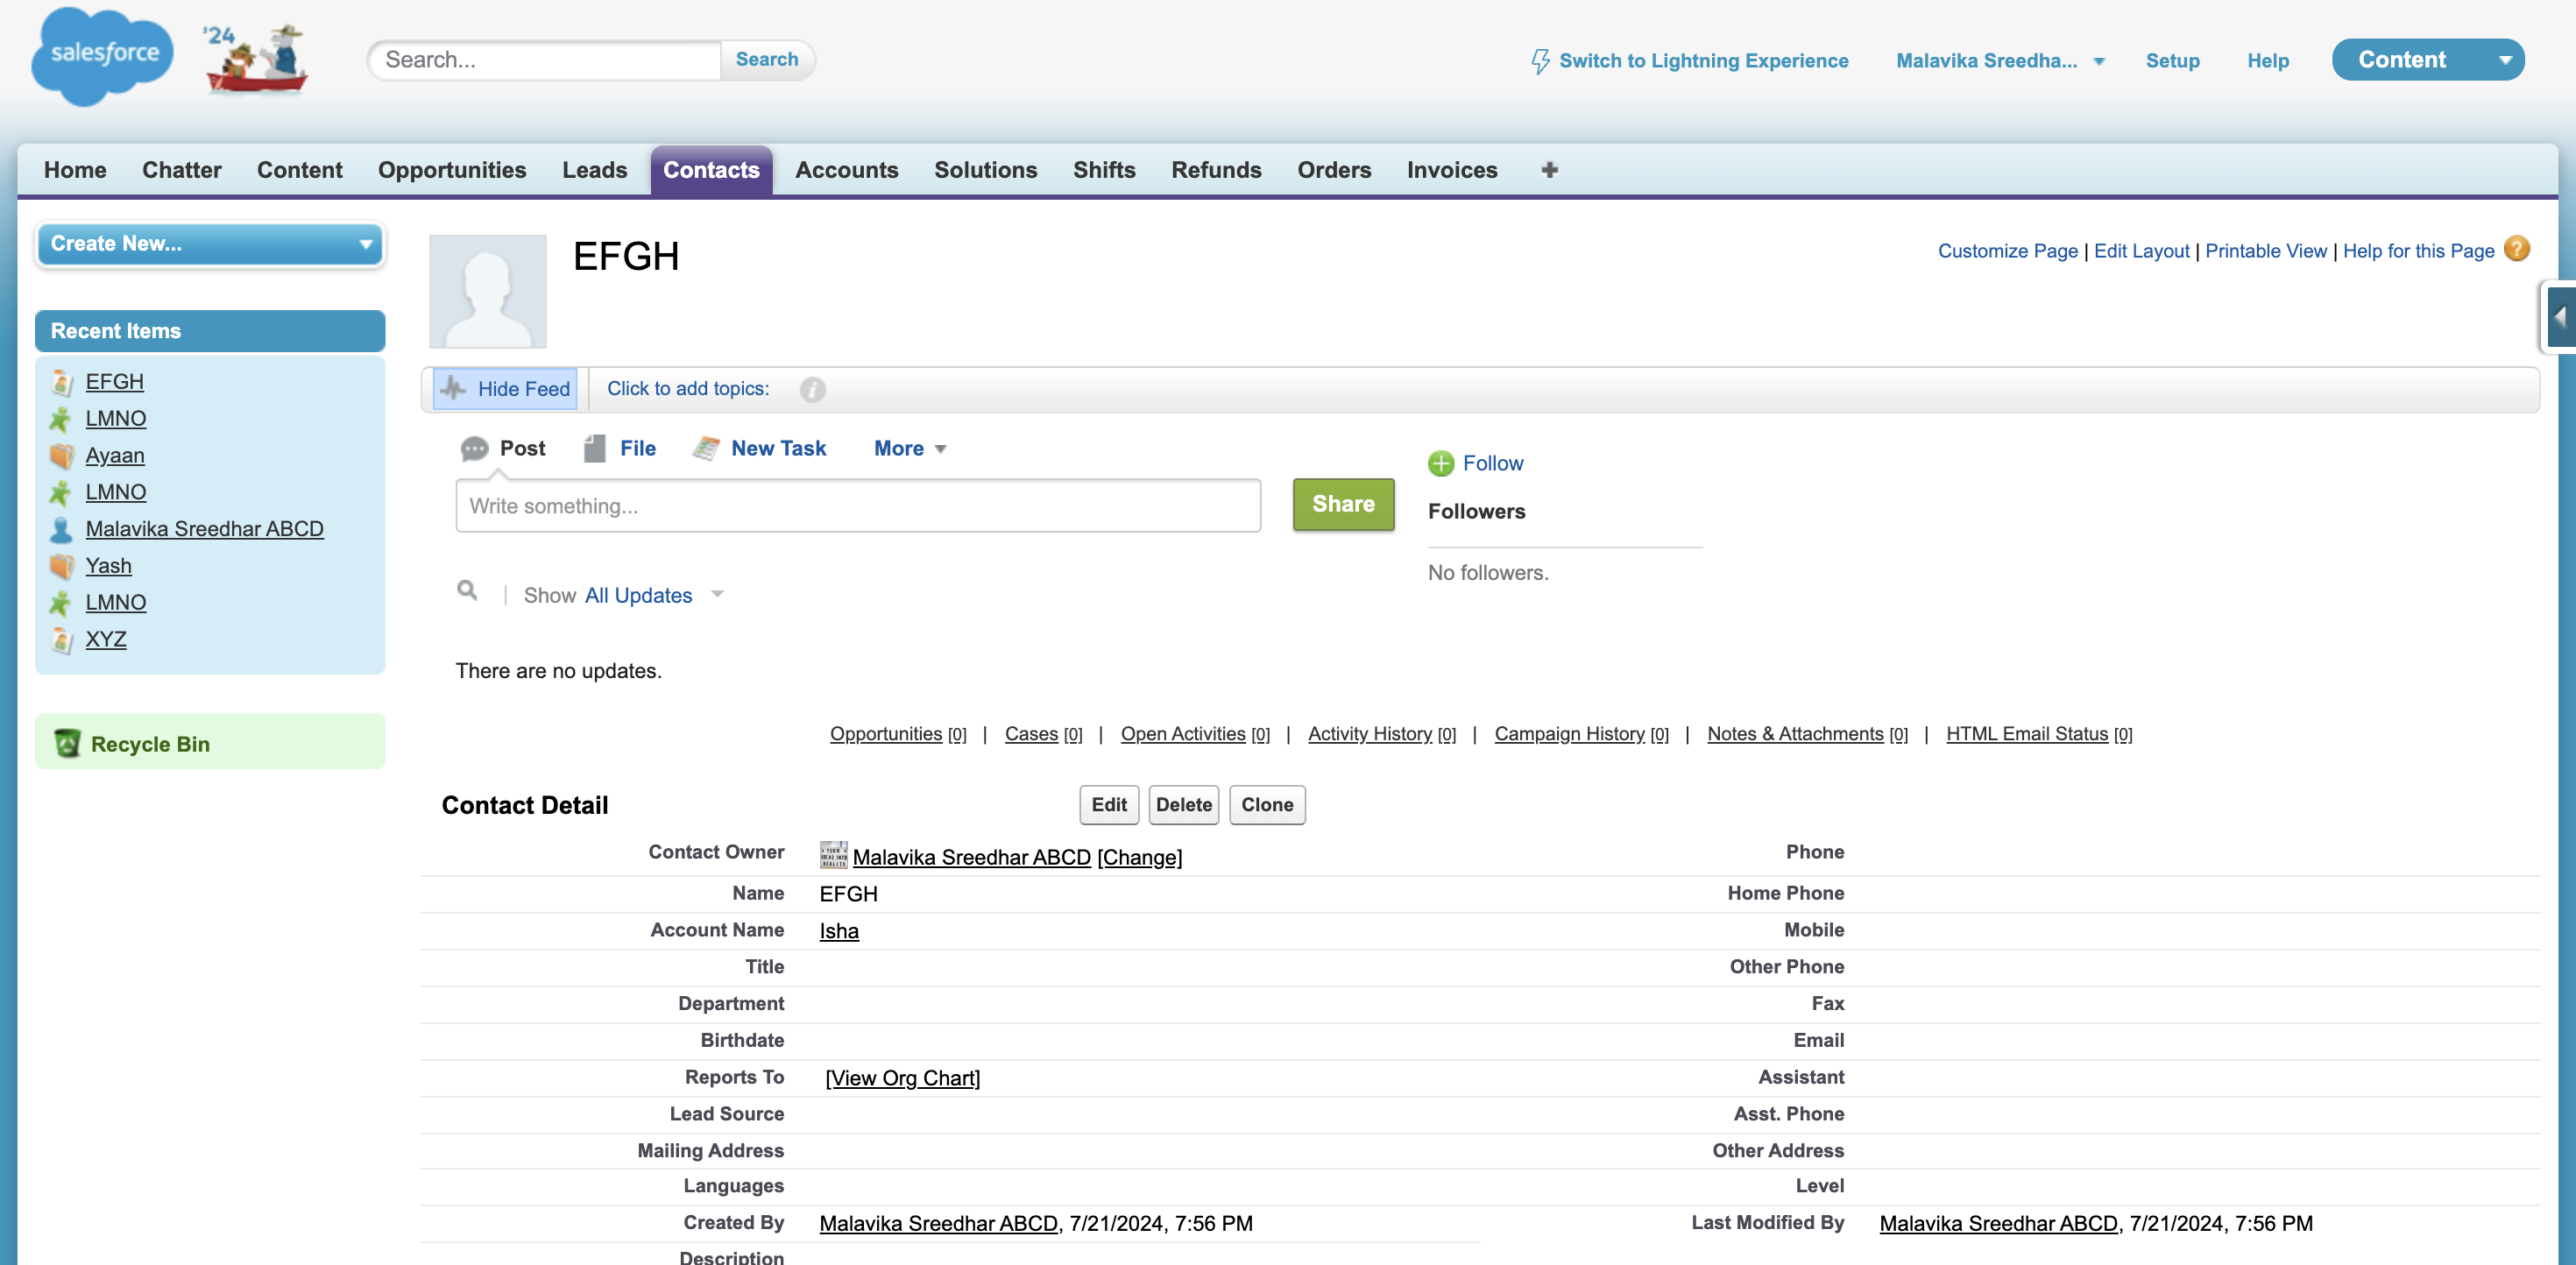 salesforce
'24
Search...
Search
Switch to Lightning Experience
Malavika Sreedha...
Setup
Help
Content
Home
Chatter
Content
Opportunities
Leads
Contacts
Accounts
Solutions
Shifts
Refunds
Orders
Invoices
Create New...
Recent Items
EFGH
LMNO
Ayaan
LMNO
Malavika Sreedhar ABCD
Yash
LMNO
XYZ
Recycle Bin
EFGH
Customize Page | Edit Layout | Printable View | Help for this Page ?
Hide Feed
Click to add topics:
Post
File
New Task
More
Write something...
Share
Follow
Followers
No followers.
Show All Updates
There are no updates.
Opportunities [0] | Cases [0] | Open Activities [0] | Activity History [0] | Campaign History [0] | Notes & Attachments [0] | HTML Email Status [0]
Contact Detail
Edit
Delete
Clone
Contact Owner Malavika Sreedhar ABCD [Change]
Phone
Name EFGH
Home Phone
Account Name Isha
Mobile
Title
Other Phone
Department
Fax
Birthdate
Email
Reports To [View Org Chart]
Assistant
Lead Source
Asst. Phone
Mailing Address
Other Address
Languages
Level
Created By Malavika Sreedhar ABCD, 7/21/2024, 7:56 PM
Last Modified By Malavika Sreedhar ABCD, 7/21/2024, 7:56 PM
Description